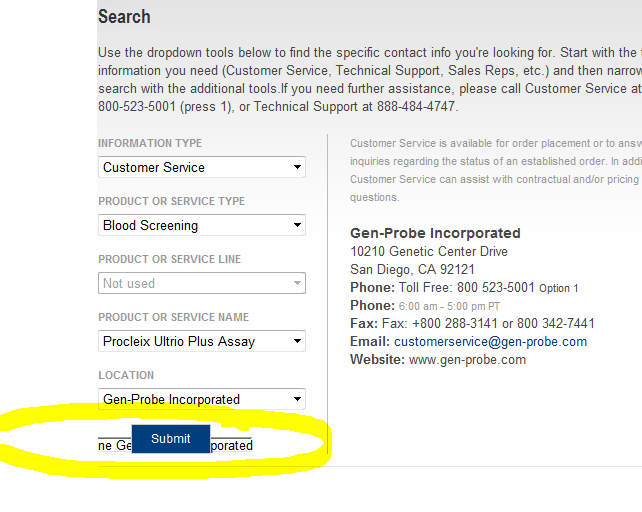 Search
Use the dropdown tools below to find the specific contact info you're looking for. Start with the
information you need (Customer Service, Technical Support, Sales Reps, etc.) and then narrow
search with the additional tools.If you need further assistance, please call Customer Service at
800-523-5001 (press 1), or Technical Support at 888-484-4747.
INFORMATION TYPE
Customer Service
PRODUCT OR SERVICE TYPE
Blood Screening
PRODUCT OR SERVICE LINE
Not used
PRODUCT OR SERVICE NAME
Procleix Ultrio Plus Assay
LOCATION
Gen-Probe Incorporated
ne Ge Submit porated
Customer Service is available for order placement or to answ
inquiries regarding the status of an established order. In addi
Customer Service can assist with contractual and/or pricing
questions.
Gen-Probe Incorporated
10210 Genetic Center Drive
San Diego, CA 92121
Phone: Toll Free: 800 523-5001 Option 1
Phone: 6:00 am - 5:00 pm PT
Fax: Fax: +800 288-3141 or 800 342-7441
Email: customerservice@gen-probe.com
Website: www.gen-probe.com